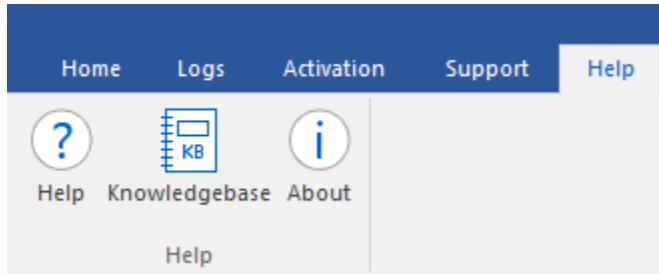 Home Logs Activation Support Help
?
KB
i
Help Knowledgebase About
Help